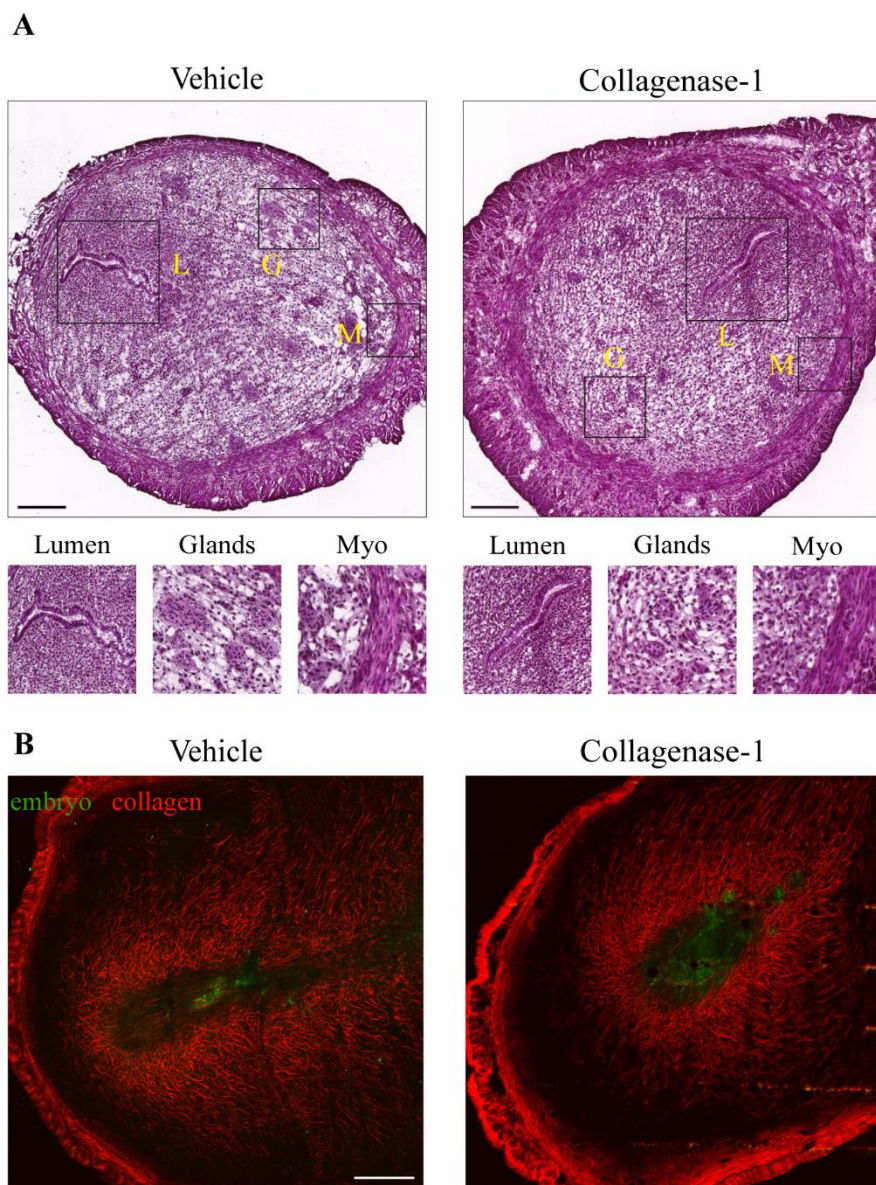 A
Vehicle
Collagenase-1
L
G
M
G
L
M
Lumen
Glands
Myo
Lumen
Glands
Myo
B
Vehicle
Collagenase-1
embryo collagen